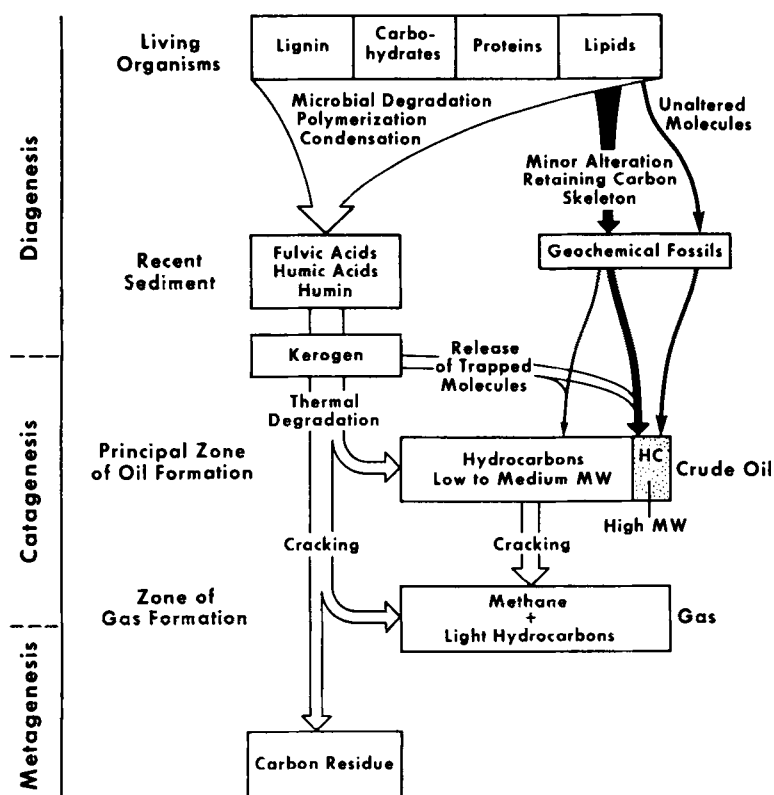 Living
Organisms
Lignin
Carbo-
hydrates
Proteins
Lipids
Microbial Degradation
Polymerization
Condensation
Unaltered
Molecules
Minor Alteration
Retaining Carbon
Skeleton
Diagenesis
Recent
Sediment
Fulvic Acids
Humic Acids
Humin
Geochemical Fossils
Kerogen
Release
of Trapped
Molecules
Thermal
Degradation
Catagenesis
Principal Zone
of Oil Formation
Hydrocarbons
Low to Medium MW
HC
Crude Oil
High MW
Cracking
Cracking
Zone of
Gas Formation
Methane
+
Light Hydrocarbons
Gas
Metagenesis
Carbon Residue